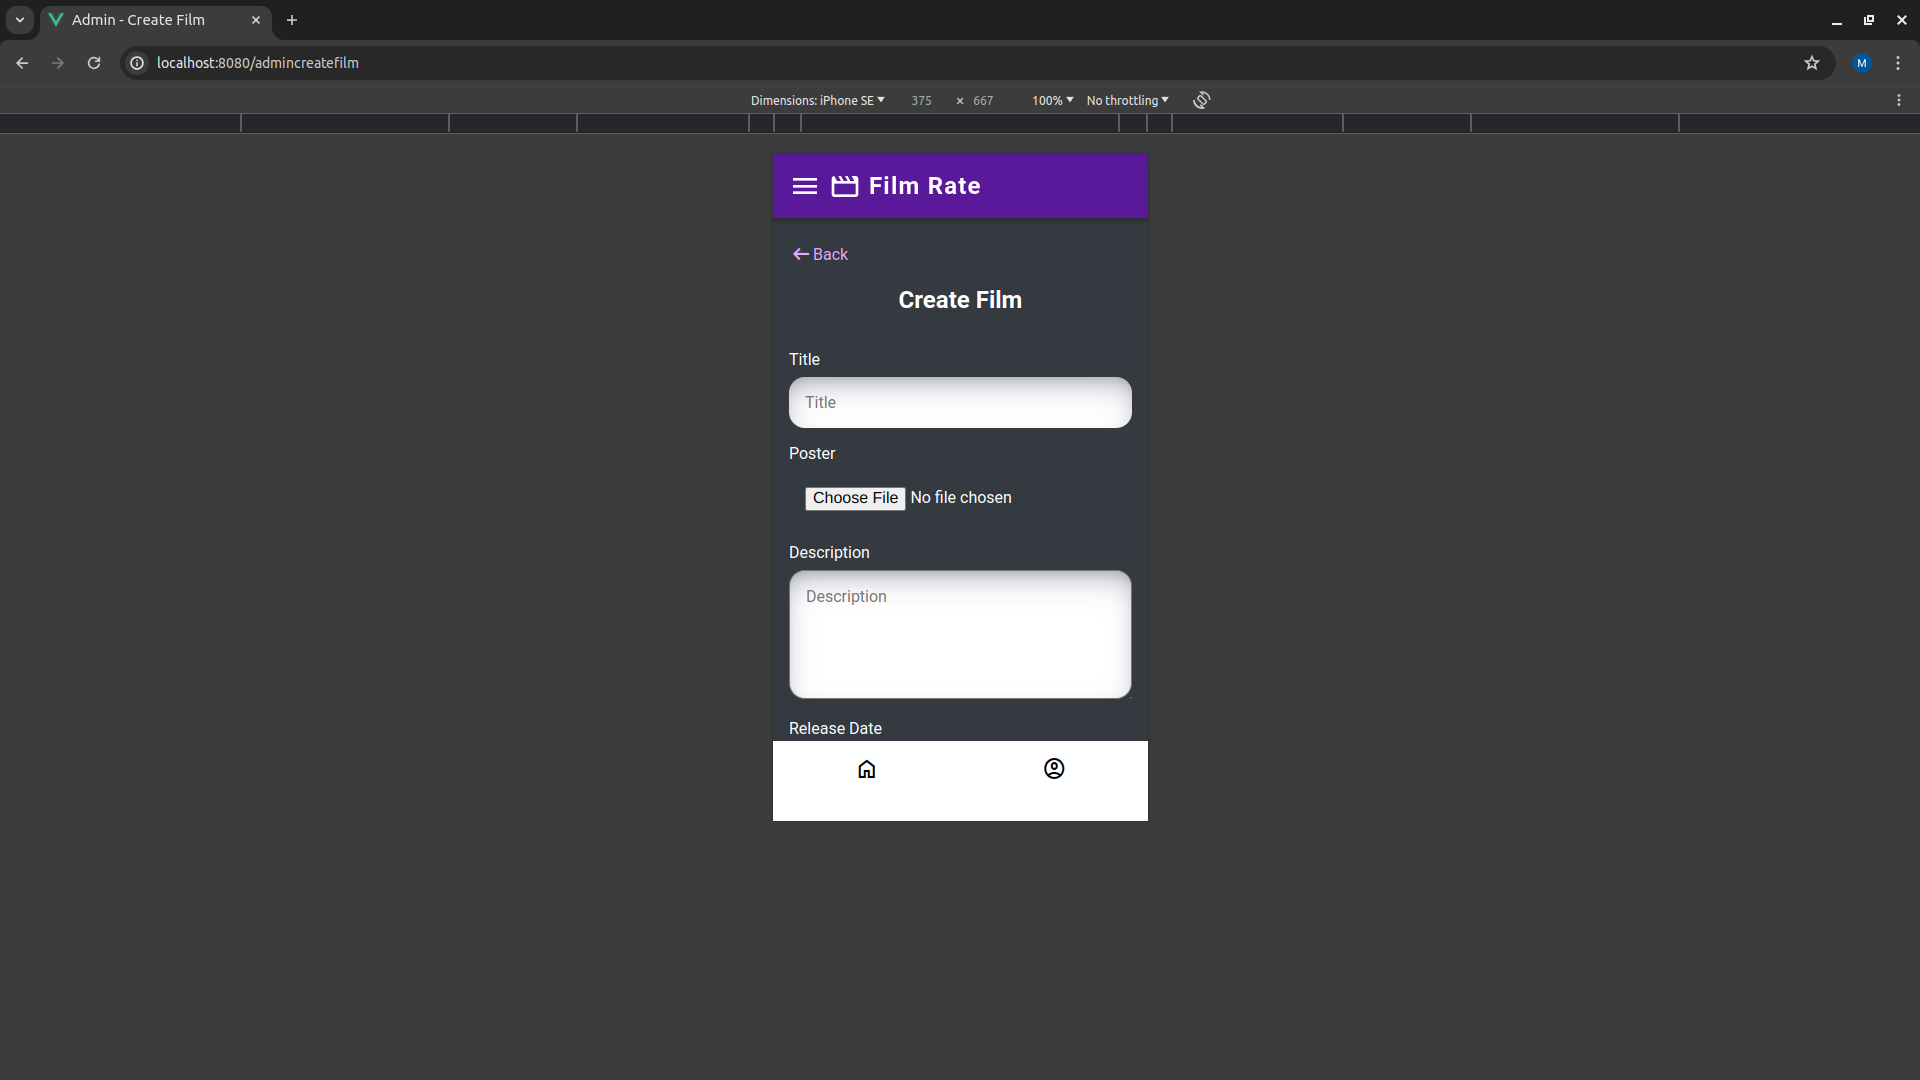 Admin - Create Film
localhost:8080/admincreatefilm
M
Dimensions: iPhone SE 375 × 667 100% No throttling
Film Rate
Back
Create Film
Title
Title
Poster
Choose File No file chosen
Description
Description
Release Date